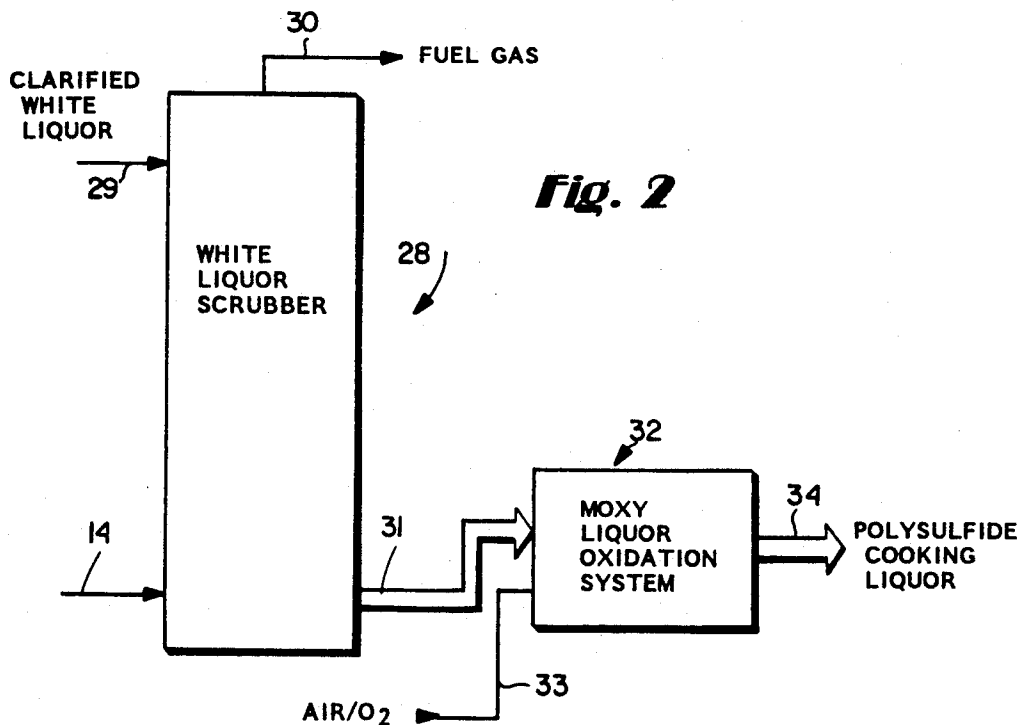 30
FUEL GAS
CLARIFIED
WHITE
LIQUOR
29
Fig. 2
WHITE
LIQUOR
SCRUBBER
28
32
14
31
MOXY
LIQUOR
OXIDATION
SYSTEM
34
POLYSULFIDE
COOKING
LIQUOR
33
AIR/O₂